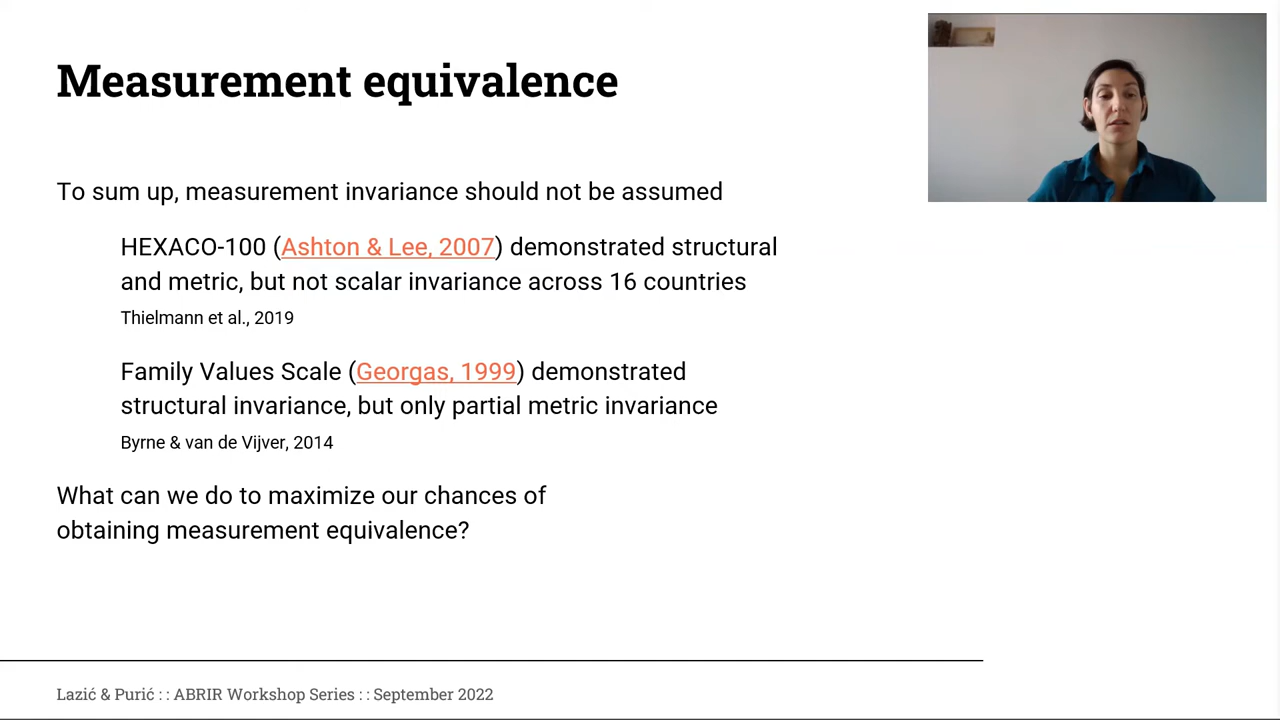 Measurement equivalence
To sum up, measurement invariance should not be assumed
HEXACO-100 (Ashton & Lee, 2007) demonstrated structural
and metric, but not scalar invariance across 16 countries
Thielmann et al., 2019
Family Values Scale (Georgas, 1999) demonstrated
structural invariance, but only partial metric invariance
Byrne & van de Vijver, 2014
What can we do to maximize our chances of
obtaining measurement equivalence?
Lazić & Purić : : ABRIR Workshop Series : : September 2022